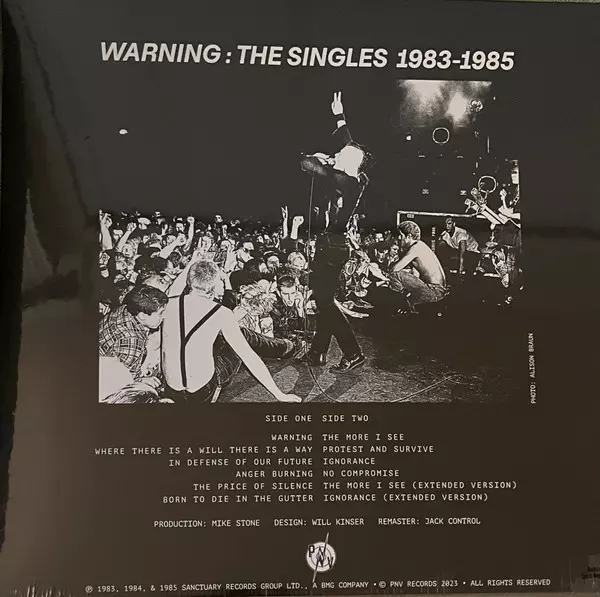 WARNING : THE SINGLES 1983-1985
PHOTO: ALISON BRAUN
SIDE ONE SIDE TWO
WARNING THE MORE I SEE
WHERE THERE IS A WILL THERE IS A WAY PROTEST AND SURVIVE
IN DEFENSE OF OUR FUTURE IGNORANCE
ANGER BURNING NO COMPROMISE
THE PRICE OF SILENCE THE MORE I SEE (EXTENDED VERSION)
BORN TO DIE IN THE GUTTER IGNORANCE (EXTENDED VERSION)
PRODUCTION: MIKE STONE DESIGN: WILL KINSER REMASTER: JACK CONTROL
PNV
℗ 1983, 1984, & 1985 SANCTUARY RECORDS GROUP LTD., A BMG COMPANY • © PNV RECORDS 2023 • ALL RIGHTS RESERVED